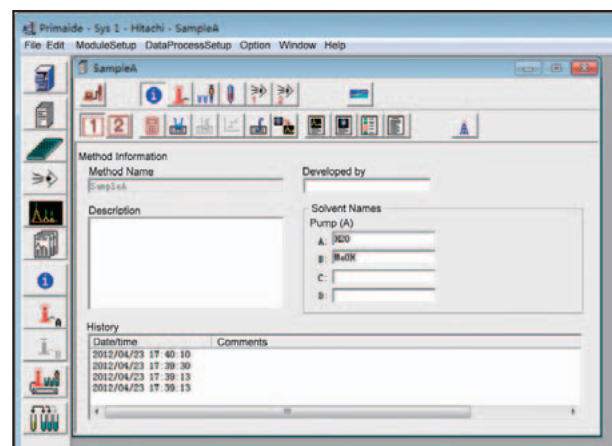 Primaide - Sys 1 - Hitachi - SampleA
File Edit ModuleSetup DataProcessSetup Option Window Help
SampleA
1 2
Method Information
Method Name
SampleA
Developed by
Description
Solvent Names
Pump (A)
A: H2O
B: MeOH
C:
D:
History
Date/time Comments
2012/04/23 17:40:10
2012/04/23 17:39:30
2012/04/23 17:39:13
2012/04/23 17:39:13
A